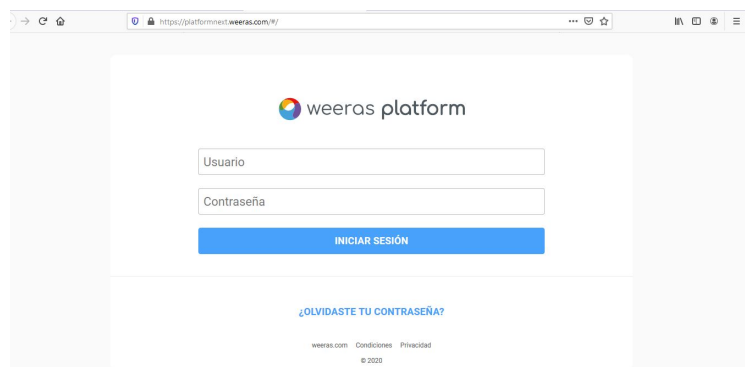 https://platformnext.weeras.com/#/
weeras platform
Usuario
Contraseña
INICIAR SESIÓN
¿OLVIDASTE TU CONTRASEÑA?
weeras.com Condiciones Privacidad
© 2020